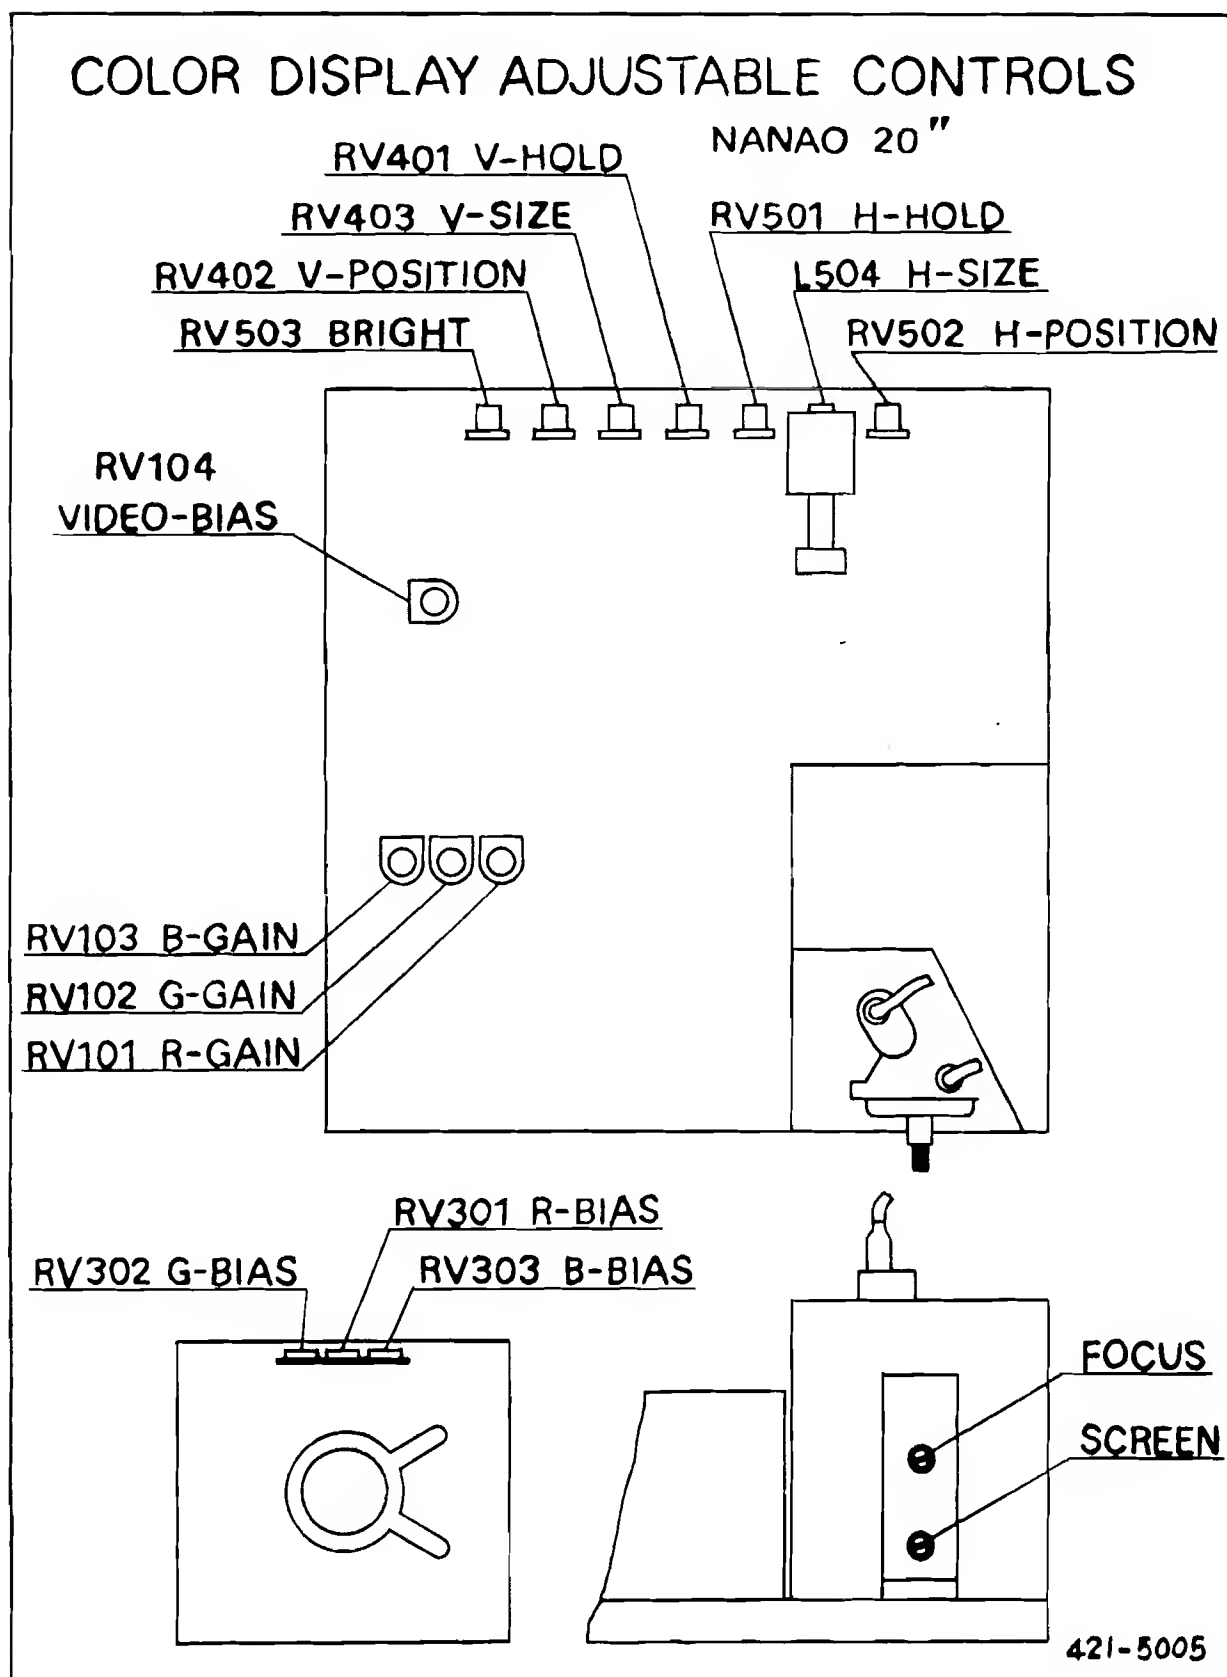 COLOR DISPLAY ADJUSTABLE CONTROLS
NANAO 20"
RV401 V-HOLD
RV403 V-SIZE
RV501 H-HOLD
RV402 V-POSITION
L504 H-SIZE
RV503 BRIGHT
RV502 H-POSITION
RV104
VIDEO-BIAS
RV103 B-GAIN
RV102 G-GAIN
RV101 R-GAIN
RV301 R-BIAS
RV302 G-BIAS
RV303 B-BIAS
FOCUS
SCREEN
421-5005